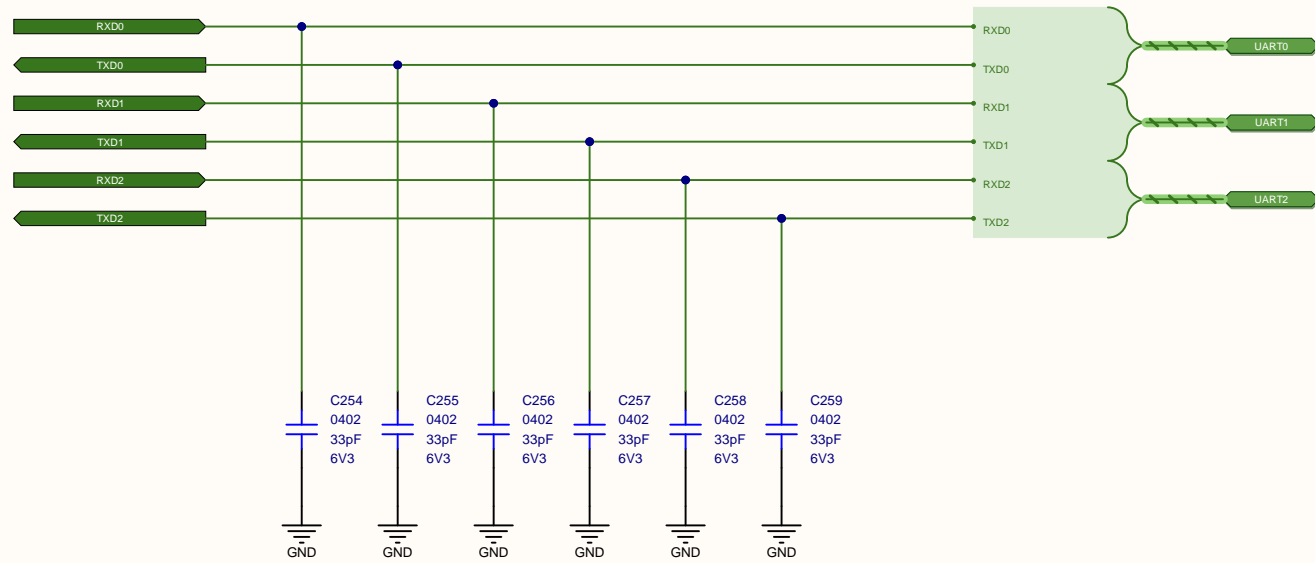 RXD0
TXD0
RXD1
TXD1
RXD2
TXD2
RXD0
TXD0
RXD1
TXD1
RXD2
TXD2
UART0
UART1
UART2
C254
0402
33pF
6V3
C255
0402
33pF
6V3
C256
0402
33pF
6V3
C257
0402
33pF
6V3
C258
0402
33pF
6V3
C259
0402
33pF
6V3
GND
GND
GND
GND
GND
GND